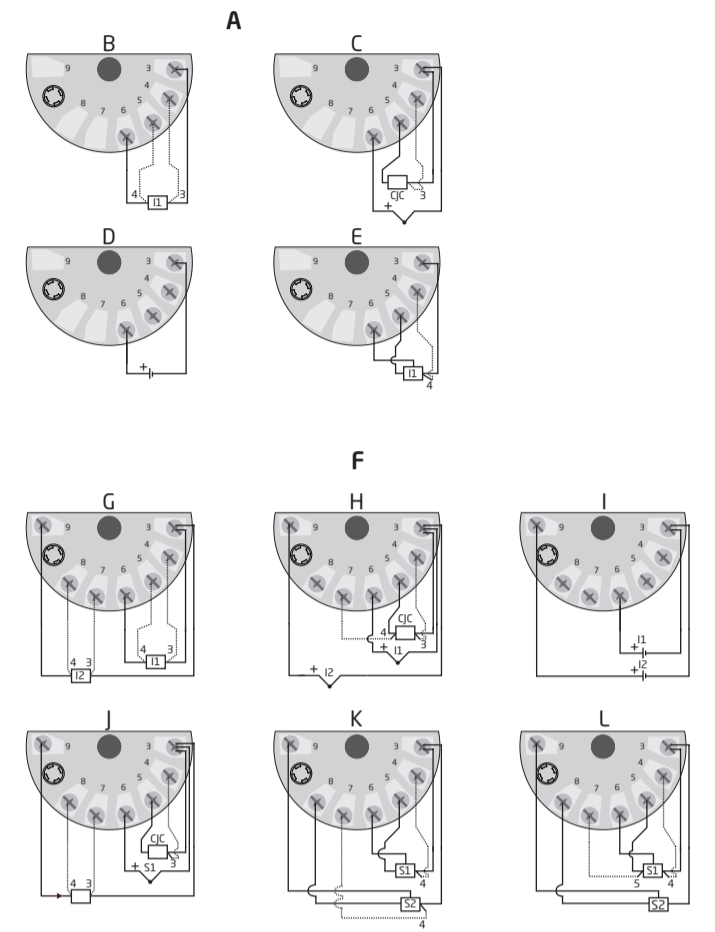 A
B C
9 3 4 5 6 7 8
9 3 4 5 6 7 8
4 I1 3
CJC 3
+
D E
9 3 4 5 6 7 8
9 3 4 5 6 7 8
+
I1
4
F
G H I
9 3 4 5 6 7 8
9 3 4 5 6 7 8
9 3 4 5 6 7 8
4 3 I2
4 3 I1
CJC
4 3
+ I1
+ I2
+ I1
+ I2
J K L
9 3 4 5 6 7 8
9 3 4 5 6 7 8
9 3 4 5 6 7 8
CJC
3
+ S1
4 3
S1
4
S2
4
S1
5 4
S2